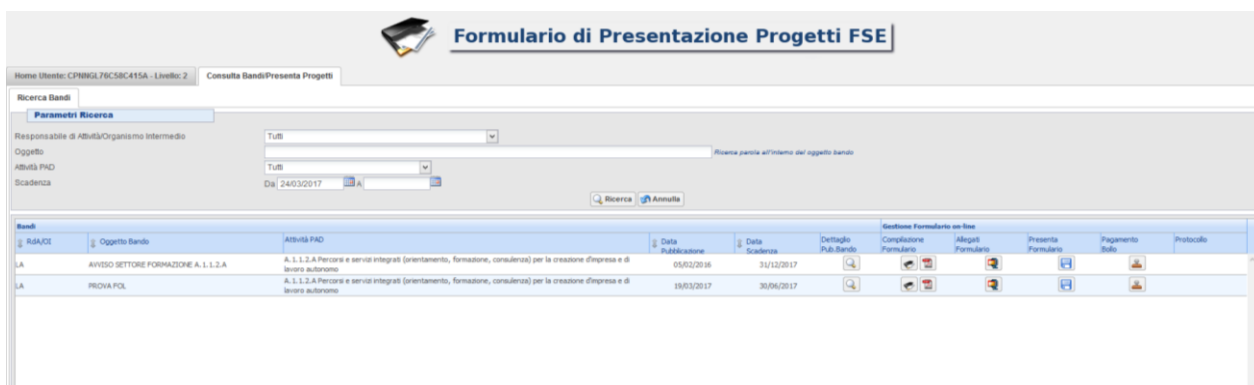 Formulario di Presentazione Progetti FSE
Home Utente: CPNNGL76C58C415A - Livello: 2 Consulta Bandi/Presenta Progetti
Ricerca Bandi
Parametri Ricerca
Responsabile di Attività/Organismo Intermedio Tutti
Oggetto Ricerca parola all'interno del oggetto bando
Attività PAD Tutti
Scadenza Da 24/03/2017 A
Ricerca Annulla
Bandi Gestione Formulario on-line
RdA/OI Oggetto Bando Attività PAD Data Pubblicazione Data Scadenza Dettaglio Pub.Bando Compilazione Formulario Allegati Formulario Presenta Formulario Pagamento Bollo Protocollo
LA AVVISO SETTORE FORMAZIONE A.1.1.2.A A.1.1.2.A Percorsi e servizi integrati (orientamento, formazione, consulenza) per la creazione d'impresa e di lavoro autonomo 05/02/2016 31/12/2017
LA PROVA FOL A.1.1.2.A Percorsi e servizi integrati (orientamento, formazione, consulenza) per la creazione d'impresa e di lavoro autonomo 19/03/2017 30/06/2017